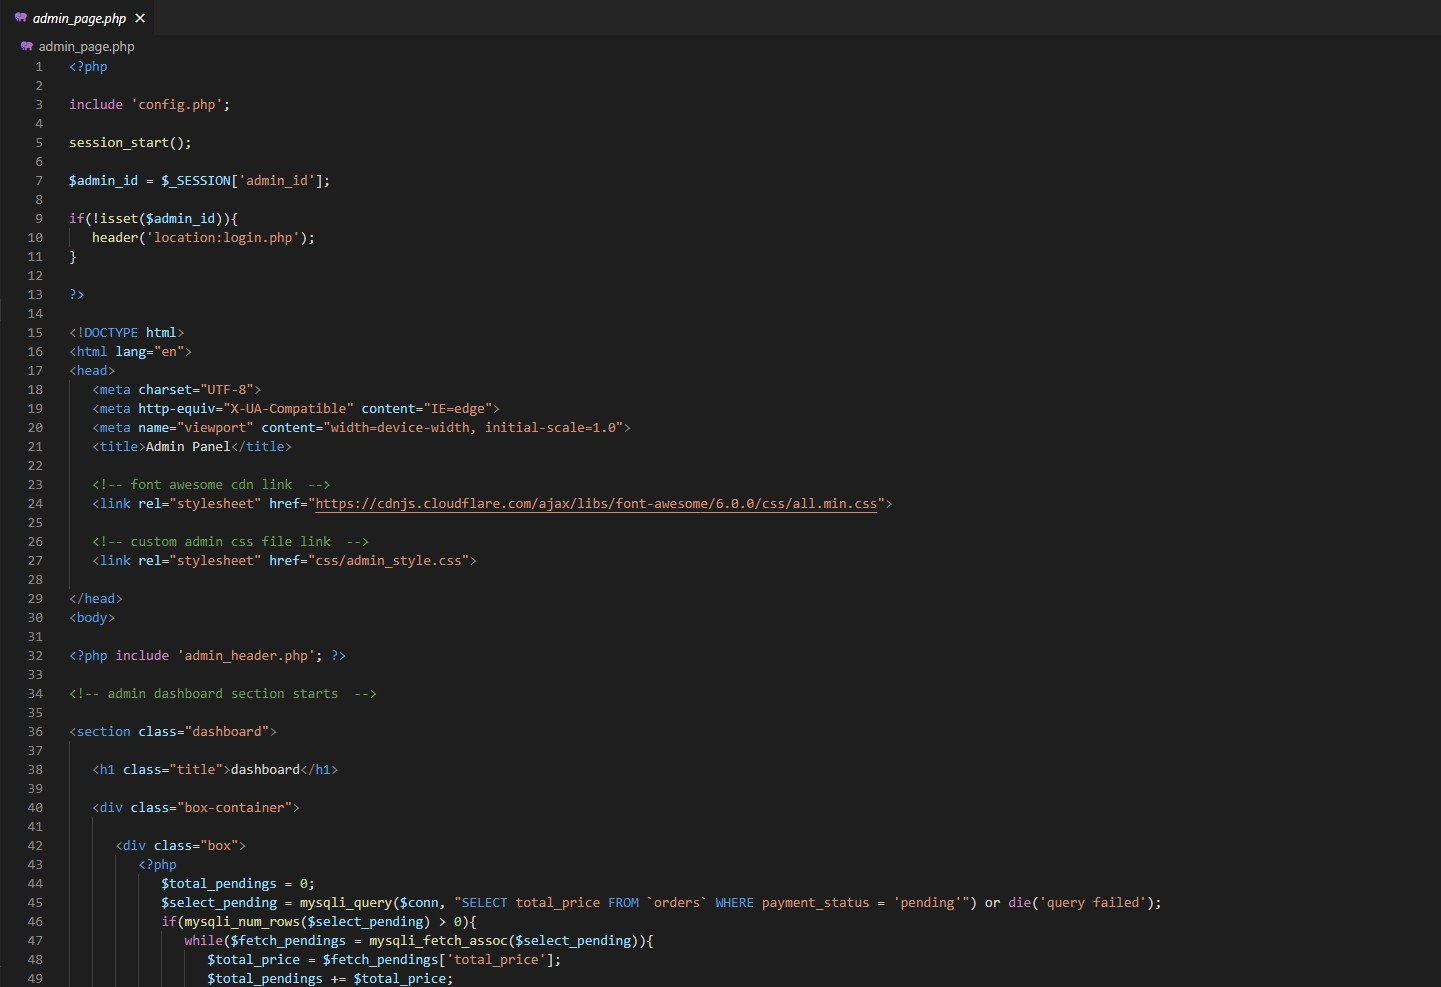 admin_page.php ×
admin_page.php
1 <?php
2
3 include 'config.php';
4
5 session_start();
6
7 $admin_id = $_SESSION['admin_id'];
8
9 if(!isset($admin_id)){
10    header('location:login.php');
11 }
12
13 ?>
14
15 <!DOCTYPE html>
16 <html lang="en">
17 <head>
18    <meta charset="UTF-8">
19    <meta http-equiv="X-UA-Compatible" content="IE=edge">
20    <meta name="viewport" content="width=device-width, initial-scale=1.0">
21    <title>Admin Panel</title>
22
23    <!-- font awesome cdn link  -->
24    <link rel="stylesheet" href="https://cdnjs.cloudflare.com/ajax/libs/font-awesome/6.0.0/css/all.min.css">
25
26    <!-- custom admin css file link  -->
27    <link rel="stylesheet" href="css/admin_style.css">
28
29 </head>
30 <body>
31
32 <?php include 'admin_header.php'; ?>
33
34 <!-- admin dashboard section starts  -->
35
36 <section class="dashboard">
37
38    <h1 class="title">dashboard</h1>
39
40    <div class="box-container">
41
42       <div class="box">
43          <?php
44             $total_pendings = 0;
45             $select_pending = mysqli_query($conn, "SELECT total_price FROM `orders` WHERE payment_status = 'pending'") or die('query failed');
46             if(mysqli_num_rows($select_pending) > 0){
47                while($fetch_pendings = mysqli_fetch_assoc($select_pending)){
48                   $total_price = $fetch_pendings['total_price'];
49                   $total_pendings += $total_price;